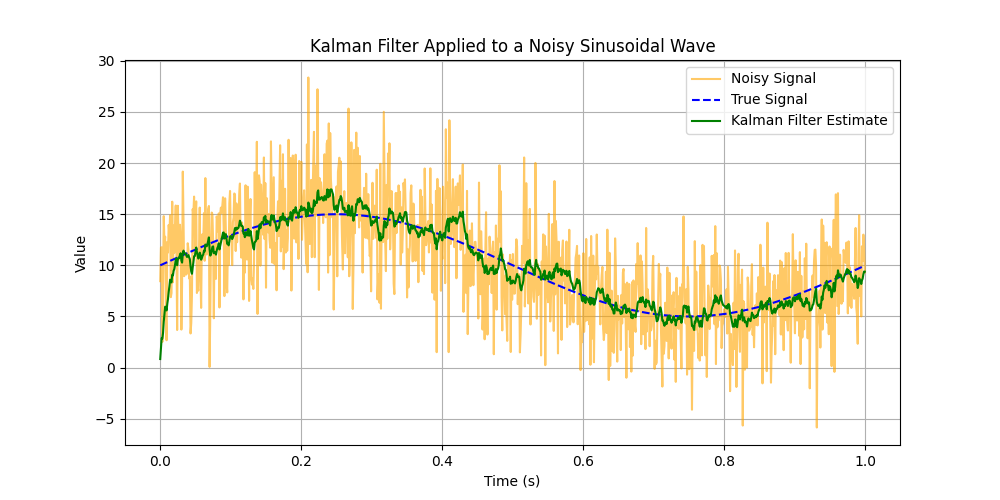 Kalman Filter Applied to a Noisy Sinusoidal Wave
Noisy Signal
True Signal
Kalman Filter Estimate
30
25
20
15
10
5
0
−5
Value
0.0 0.2 0.4 0.6 0.8 1.0
Time (s)